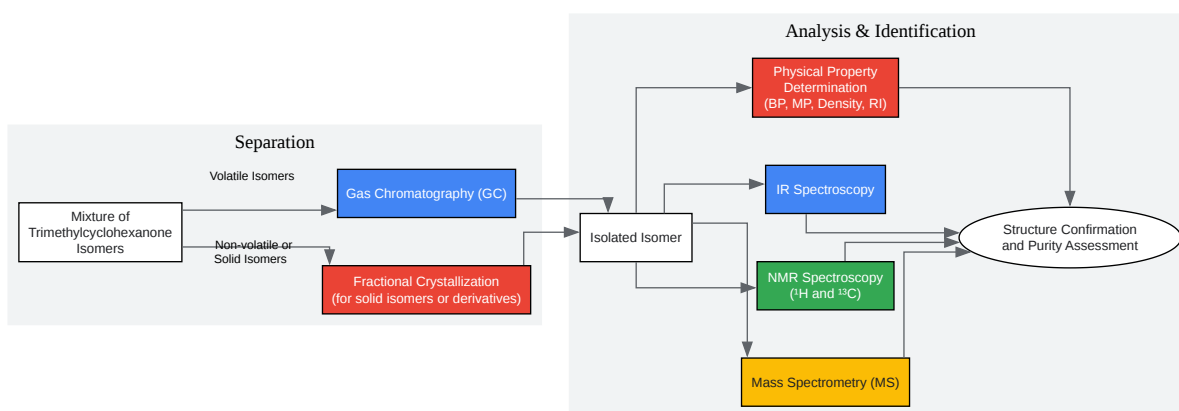 Analysis & Identification
Physical Property
Determination
(BP, MP, Density, RI)
Separation
Volatile Isomers
Gas Chromatography (GC)
IR Spectroscopy
Mixture of
Trimethylcyclohexanone
Isomers
Non-volatile or
Solid Isomers
Isolated Isomer
Structure Confirmation
and Purity Assessment
Fractional Crystallization
(for solid isomers or derivatives)
NMR Spectroscopy
(¹H and ¹³C)
Mass Spectrometry (MS)